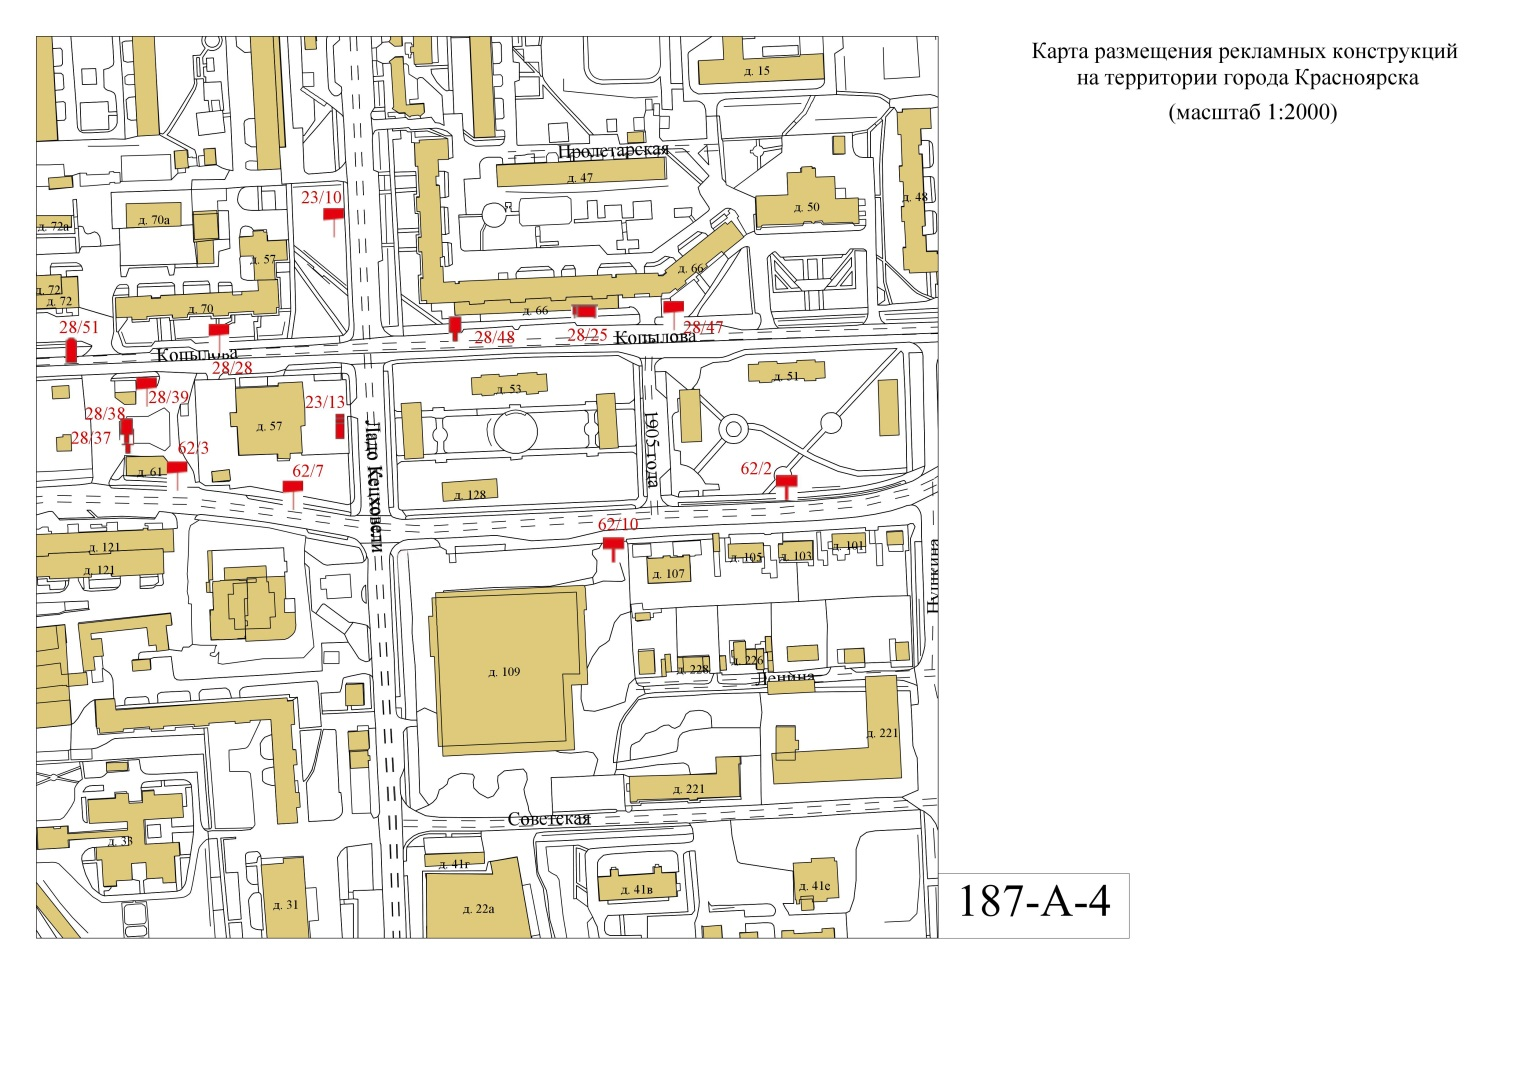 Карта размещения рекламных конструкций
на территории города Красноярска
(масштаб 1:2000)
д. 15
Пролетарская
д. 47
д. 48
23/10
д. 50
д. 70а
д. 72а
д. 57
д. 66
д. 72
д. 72
д. 70
д. 66
28/51
28/48
28/25
Копылова
28/47
Копылова
28/28
д. 51
28/39
д. 53
28/38
23/13
28/37
д. 57
Ладо Кецховели
1905 года
62/3
д. 61
62/7
62/2
д. 128
62/10
д. 121
д. 121
д. 105
д. 103
д. 101
д. 107
Пушкина
д. 109
д. 228
д. 226
Ленина
д. 221
д. 221
Советская
д. 33
д. 41г
д. 41в
д. 41е
д. 31
д. 22а
187-А-4